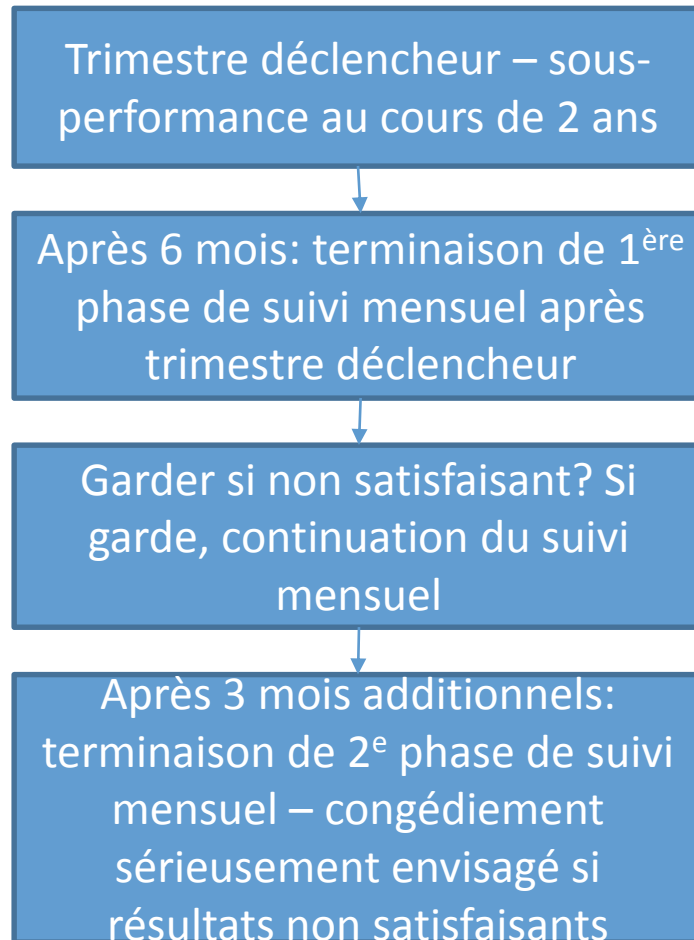 Trimestre déclencheur – sous-
performance au cours de 2 ans
Après 6 mois: terminaison de 1ère
phase de suivi mensuel après
trimestre déclencheur
Garder si non satisfaisant? Si
garde, continuation du suivi
mensuel
Après 3 mois additionnels:
terminaison de 2e phase de suivi
mensuel – congédiement
sérieusement envisagé si
résultats non satisfaisants